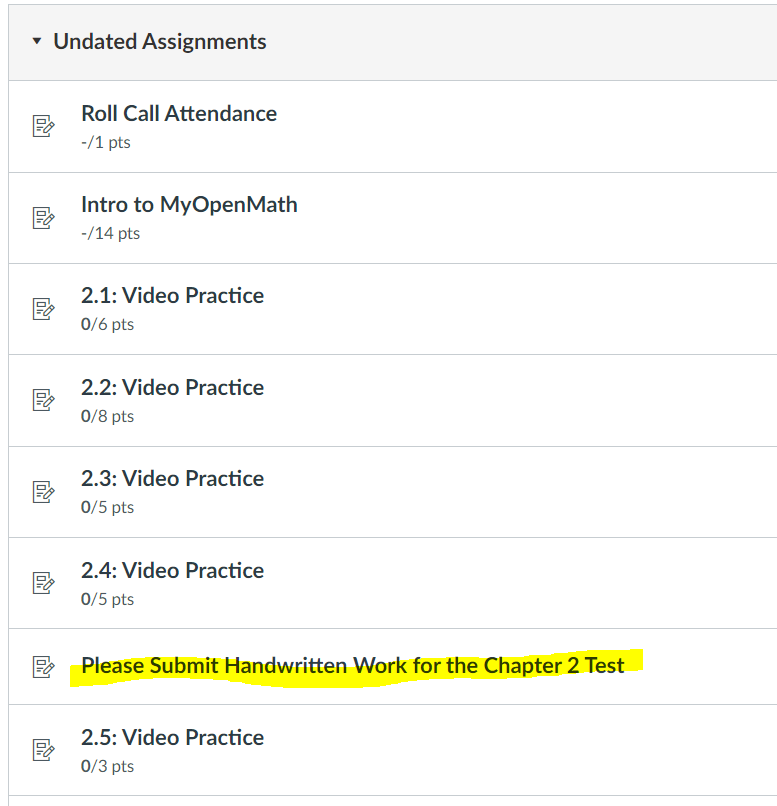 Undated Assignments
Roll Call Attendance
-/1 pts
Intro to MyOpenMath
-/14 pts
2.1: Video Practice
0/6 pts
2.2: Video Practice
0/8 pts
2.3: Video Practice
0/5 pts
2.4: Video Practice
0/5 pts
Please Submit Handwritten Work for the Chapter 2 Test
2.5: Video Practice
0/3 pts